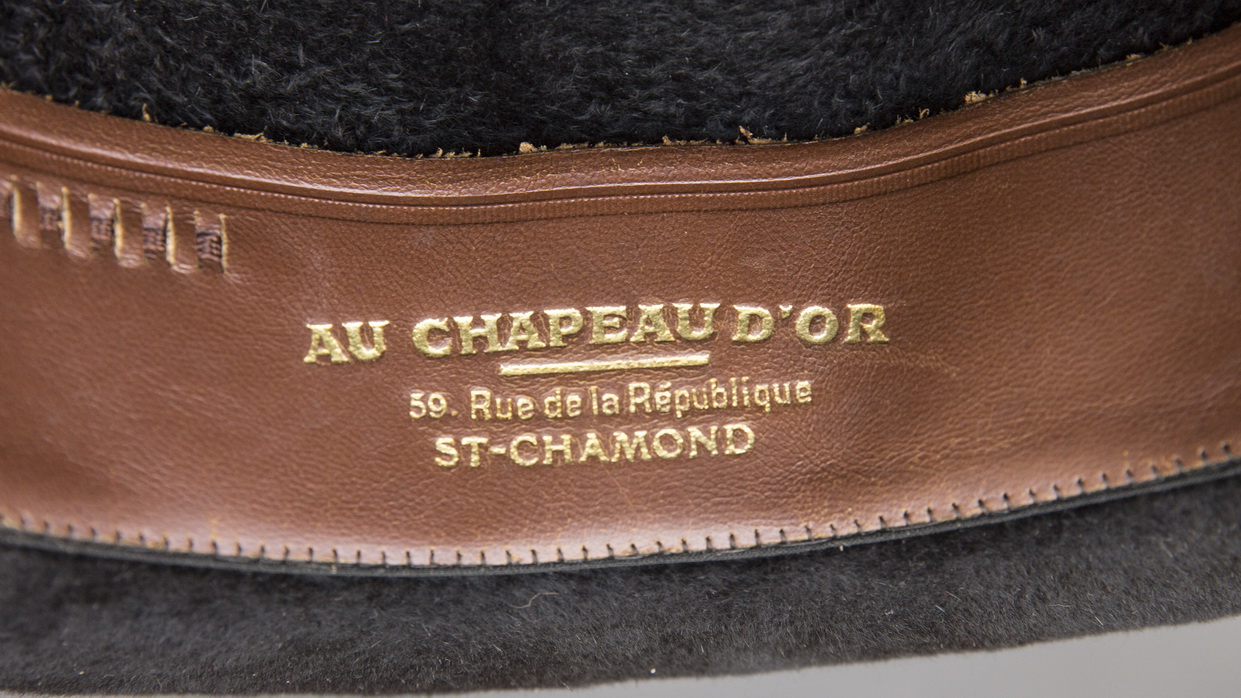 AU CHAPEAU D'OR
59. Rue de la République
ST-CHAMOND